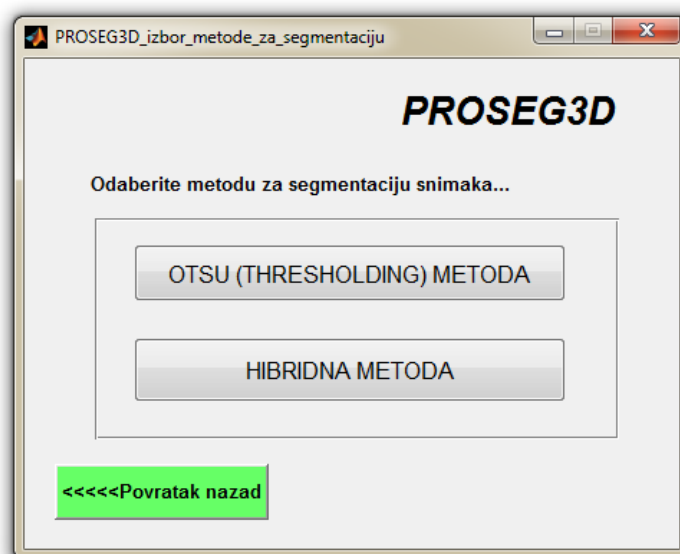 PROSEG3D_izbor_metode_za_segmentaciju
PROSEG3D
Odaberite metodu za segmentaciju snimaka...
OTSU (THRESHOLDING) METODA
HIBRIDNA METODA
<<<<<Povratak nazad